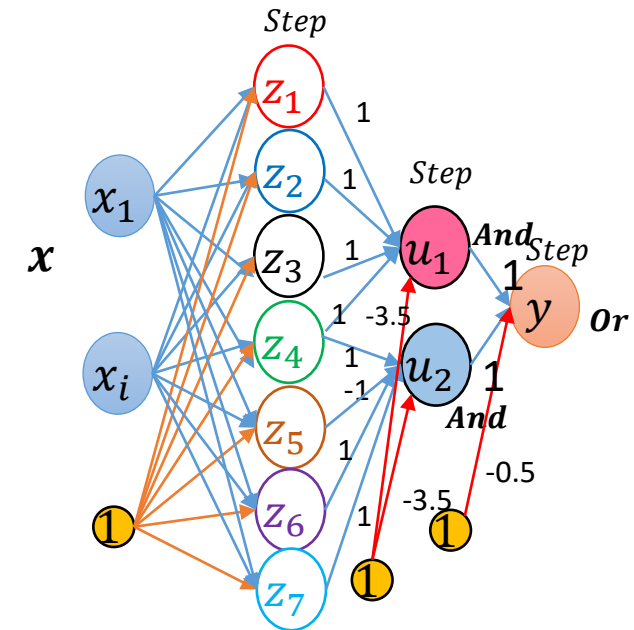 Step
z₁
1
z₂
1
Step
x₁
x
z₃
1
u₁
And
Step
1
y
Or
z₄
1
-3.5
1
xᵢ
u₂
1
And
-1
z₅
1
-0.5
z₆
1
-3.5
1
1
z₇
1